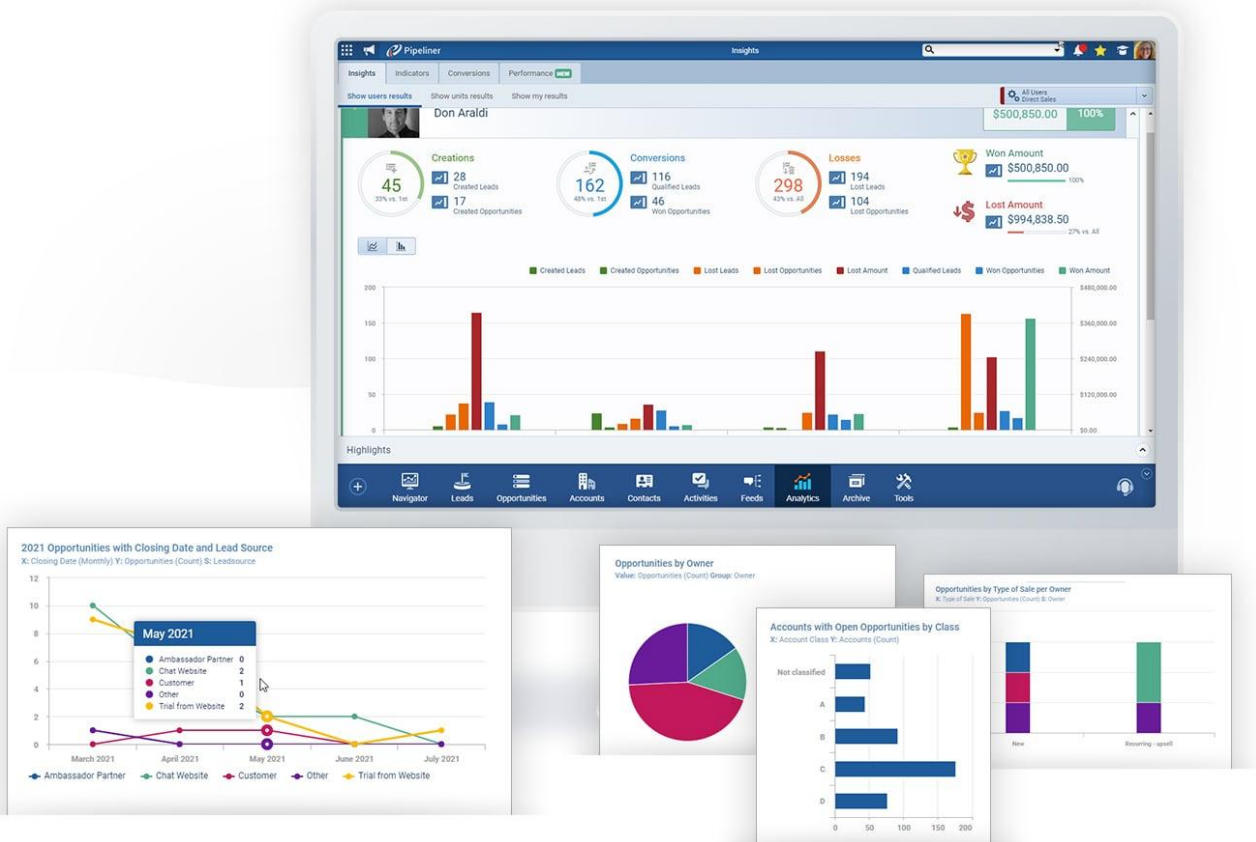 Pipeliner
Insights
Insights Indicators Conversions Performance NEW
Show users results Show units results Show my results
All Users
Direct Sales
Don Araldi
$500,850.00 100%
45
33% vs. 1st
Creations
28
Created Leads
17
Created Opportunities
162
48% vs. 1st
Conversions
116
Qualified Leads
46
Won Opportunities
298
43% vs. All
Losses
194
Lost Leads
104
Lost Opportunities
Won Amount
$500,850.00
100%
Lost Amount
$994,838.50
27% vs. All
Created Leads Created Opportunities Lost Leads Lost Opportunities Lost Amount Qualified Leads Won Opportunities Won Amount
200 $480,000.00
150 $360,000.00
100 $240,000.00
50 $120,000.00
0 $0.00
Highlights
Navigator Leads Opportunities Accounts Contacts Activities Feeds Analytics Archive Tools
2021 Opportunities with Closing Date and Lead Source
X: Closing Date (Monthly) Y: Opportunities (Count) S: Leadsource
12
10
8
6
4
2
0
May 2021
Ambassador Partner 0
Chat Website 2
Customer 1
Other 0
Trial from Website 2
March 2021 April 2021 May 2021 June 2021 July 2021
Ambassador Partner Chat Website Customer Other Trial from Website
Opportunities by Owner
Value: Opportunities (Count) Group: Owner
Accounts with Open Opportunities by Class
X: Account Class Y: Accounts (Count)
Not classified
A
B
C
D
0 50 100 150 200
Opportunities by Type of Sale per Owner
X: Type of Sale Y: Opportunities (Count) S: Owner
New Recurring - upsell